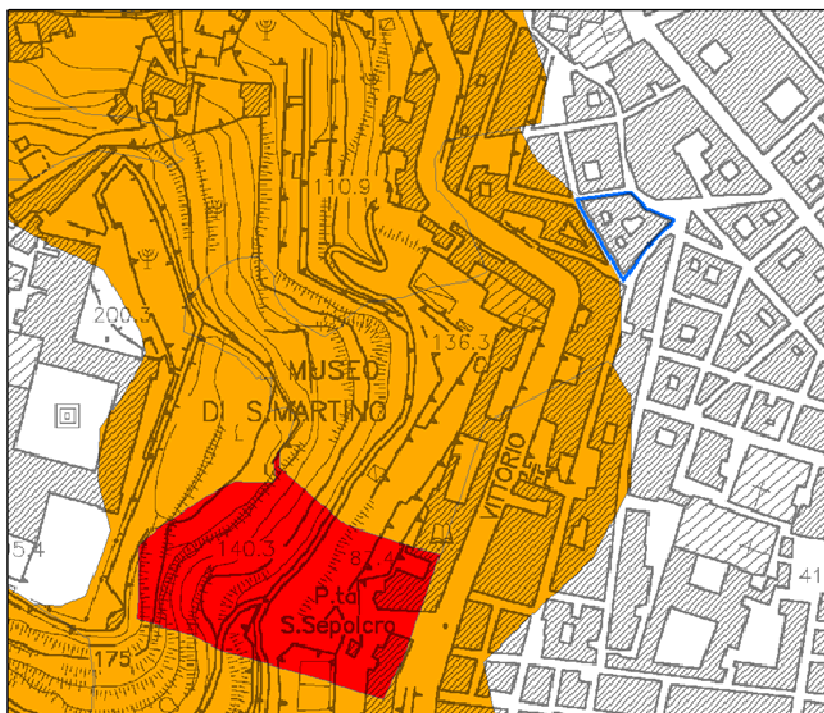 110.9
200.3
136.3
MUSEO
DI S.MARTINO
VITTORIO
140.3
P.ta
S.Sepolcro
175
41